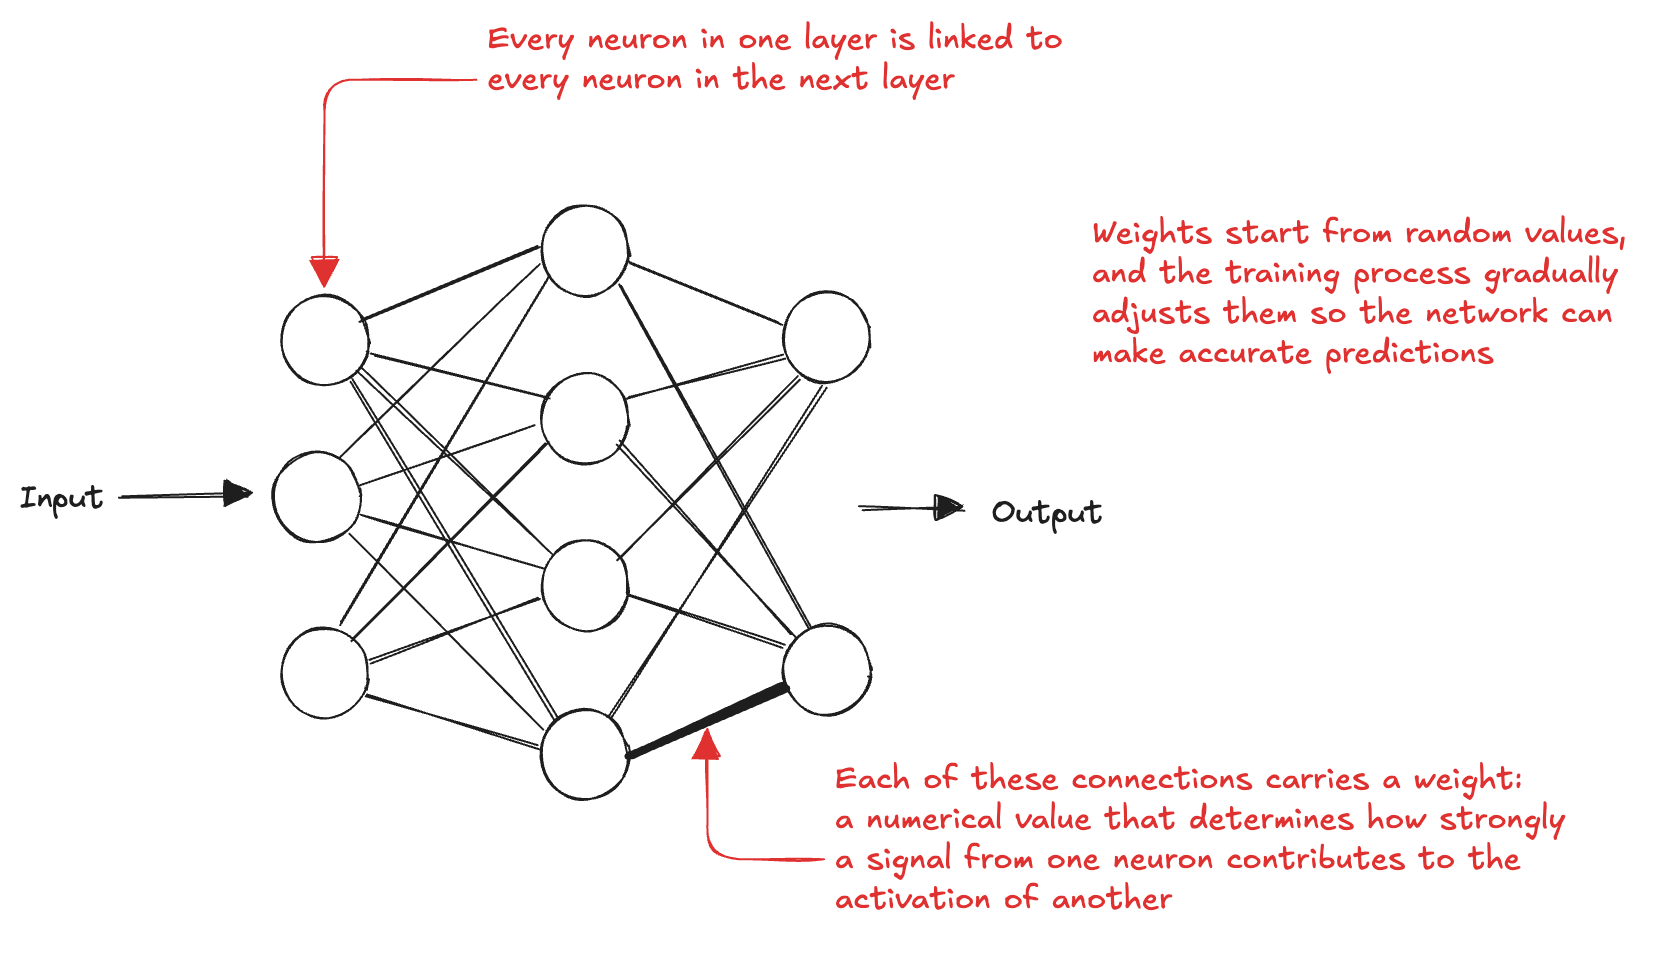 Every neuron in one layer is linked to
every neuron in the next layer
Weights start from random values,
and the training process gradually
adjusts them so the network can
make accurate predictions
Input
Output
Each of these connections carries a weight:
a numerical value that determines how strongly
a signal from one neuron contributes to the
activation of another